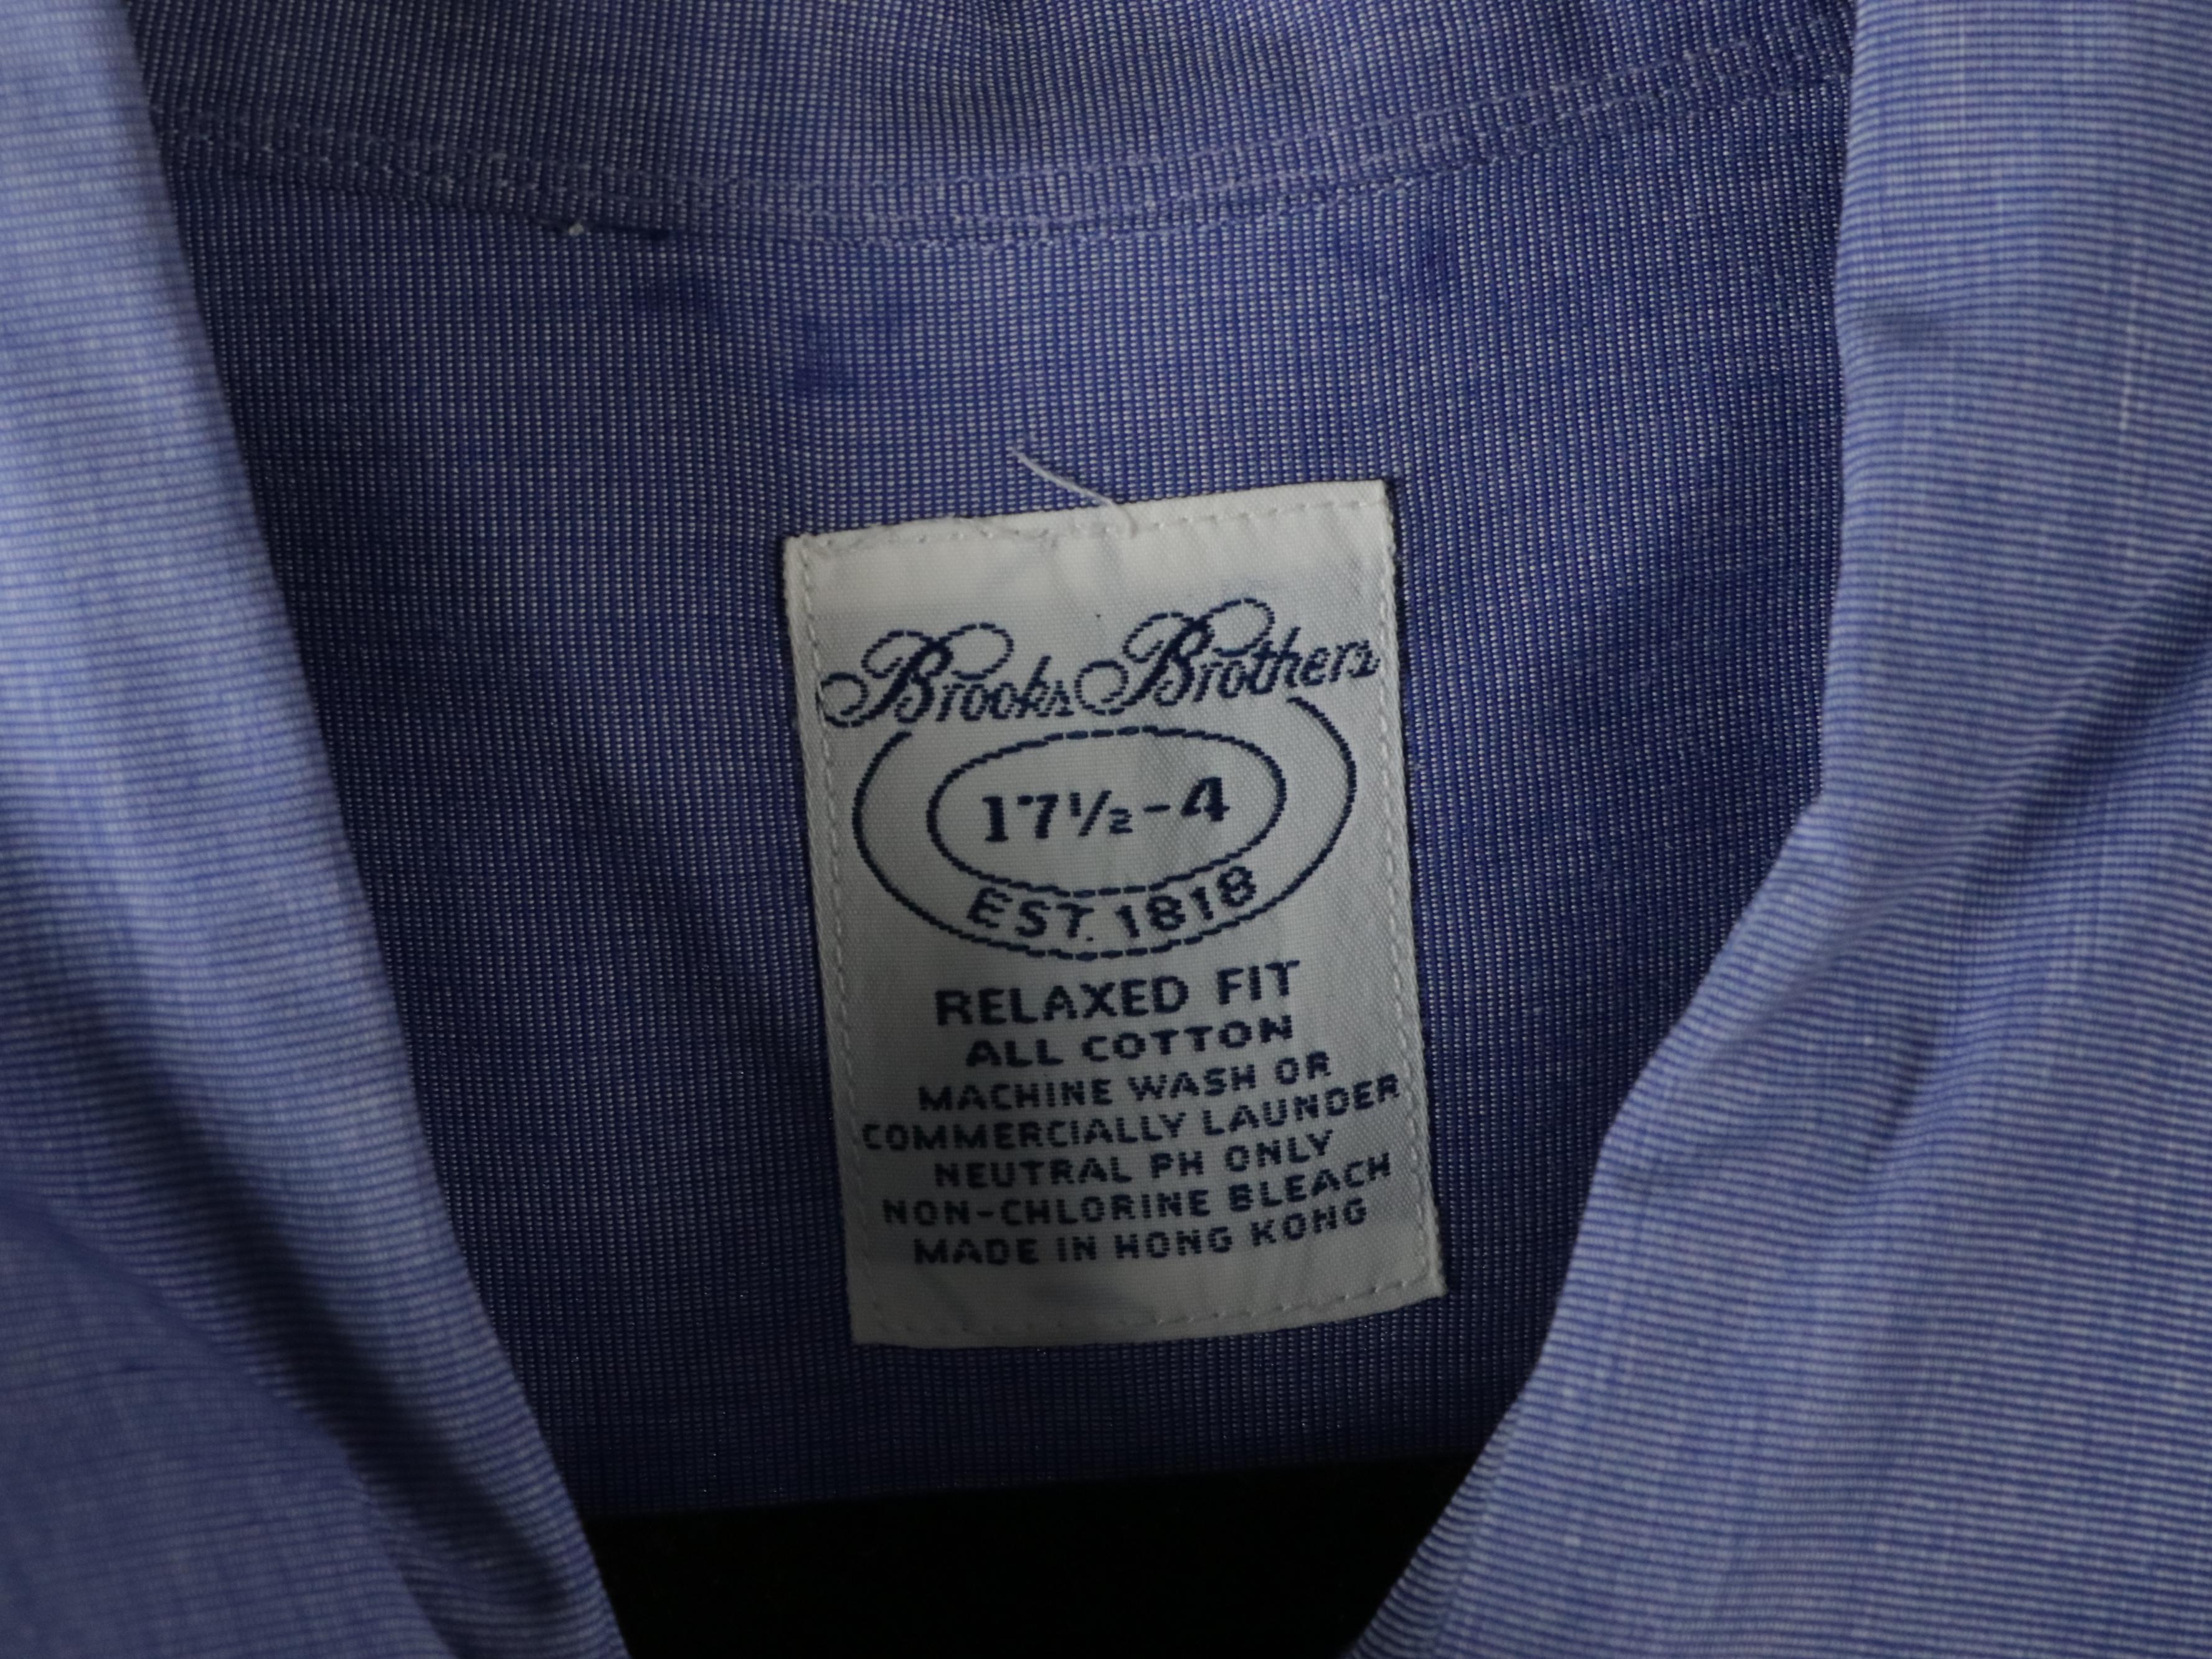 Brooks Brothers
17½-4
EST. 1818
RELAXED FIT
ALL COTTON
MACHINE WASH OR
COMMERCIALLY LAUNDER
NEUTRAL PH ONLY
NON-CHLORINE BLEACH
MADE IN HONG KONG